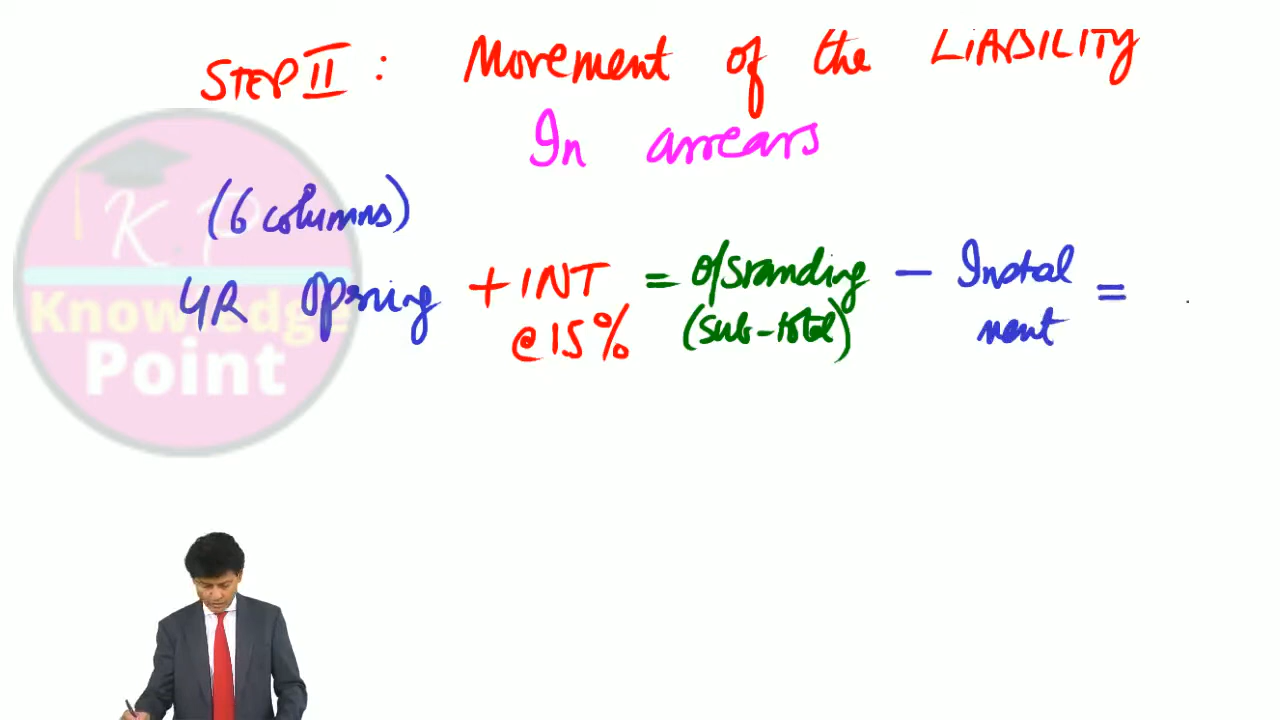 STEP II : Movement of the LIABILITY
In arrears
(6 columns)
YR Opening + INT = O/Standing - Instal =
@ 15% (sub-total) ment
K.P
Knowledge
Point